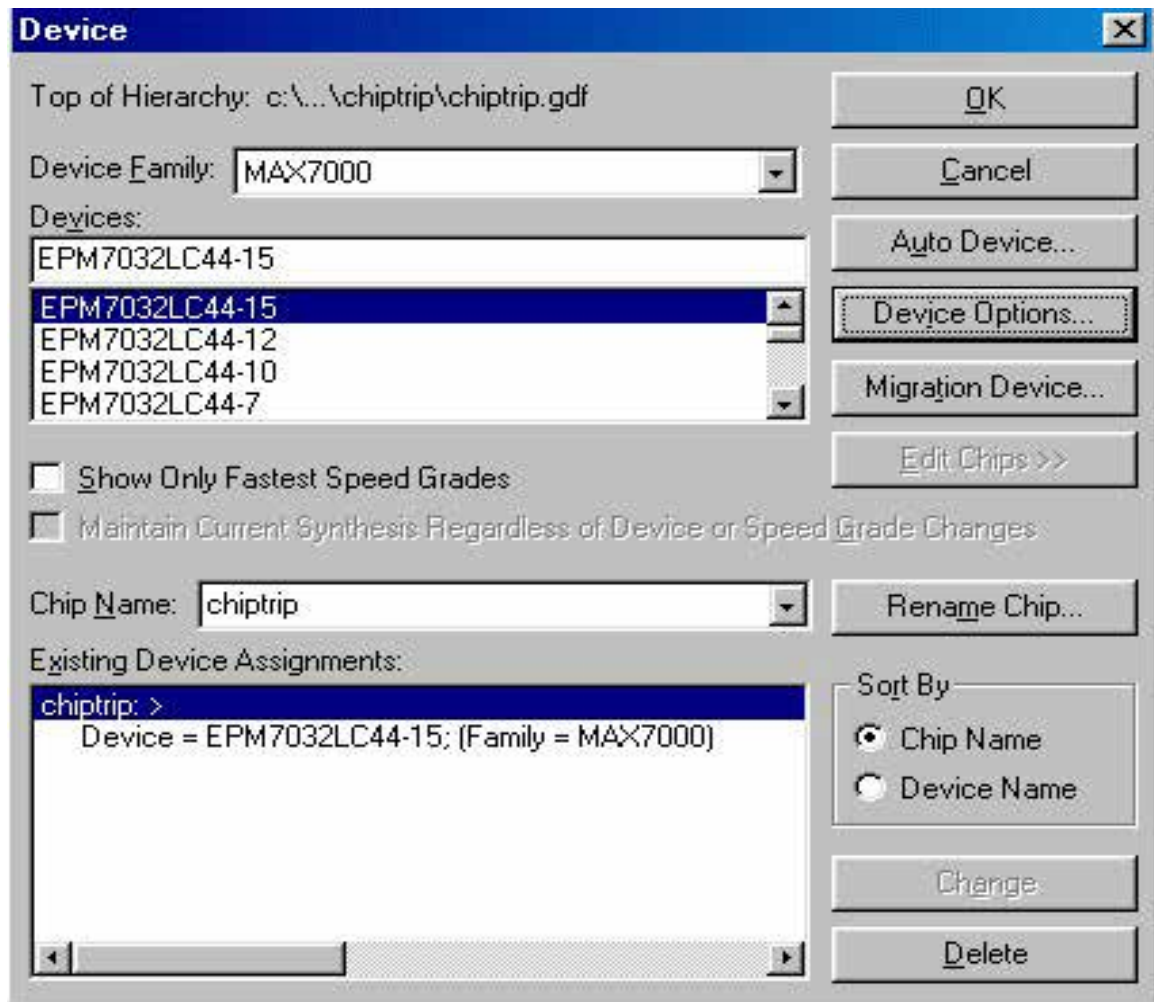 Device
Top of Hierarchy: c:\...\chiptrip\chiptrip.gdf
OK
Device Family: MAX7000
Cancel
Devices:
Auto Device...
EPM7032LC44-15
EPM7032LC44-15
Device Options...
EPM7032LC44-12
EPM7032LC44-10
EPM7032LC44-7
Migration Device...
Edit Chips >>
Show Only Fastest Speed Grades
Maintain Current Synthesis Regardless of Device or Speed Grade Changes
Chip Name: chiptrip
Rename Chip...
Existing Device Assignments:
chiptrip: >
Device = EPM7032LC44-15; (Family = MAX7000)
Sort By
Chip Name
Device Name
Change
Delete